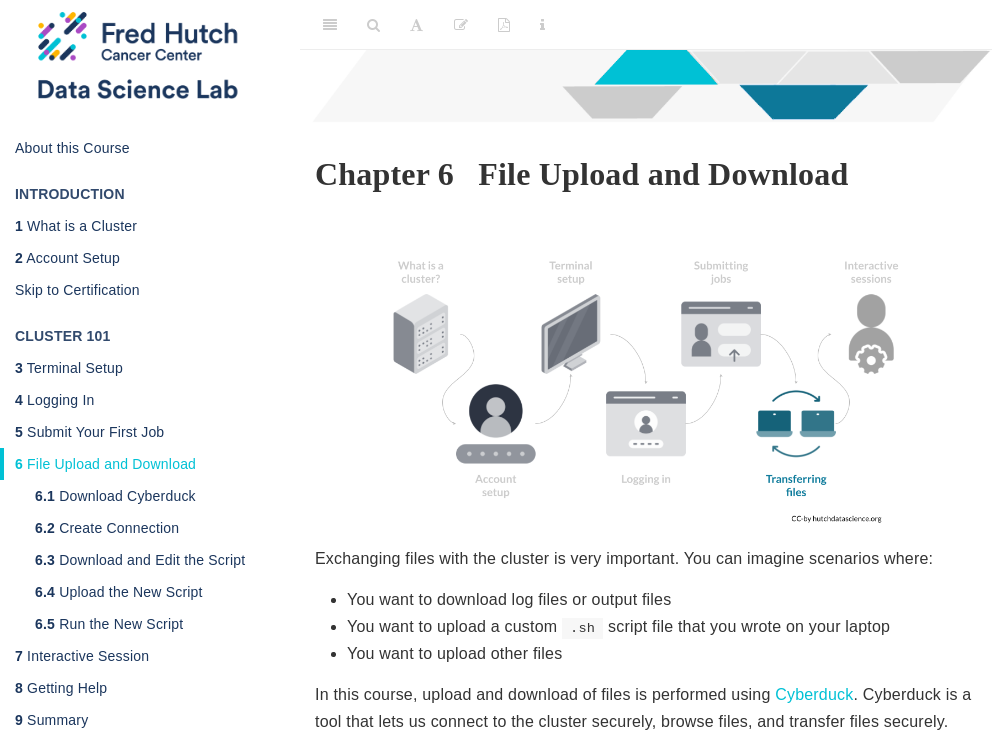 Fred Hutch
Cancer Center
Data Science Lab
About this Course
INTRODUCTION
1 What is a Cluster
2 Account Setup
Skip to Certification
CLUSTER 101
3 Terminal Setup
4 Logging In
5 Submit Your First Job
6 File Upload and Download
6.1 Download Cyberduck
6.2 Create Connection
6.3 Download and Edit the Script
6.4 Upload the New Script
6.5 Run the New Script
7 Interactive Session
8 Getting Help
9 Summary
Chapter 6 File Upload and Download
What is a
cluster?
Terminal
setup
Submitting
jobs
Interactive
sessions
Account
setup
Logging in
Transferring
files
CC-by hutchdatascience.org
Exchanging files with the cluster is very important. You can imagine scenarios where:
• You want to download log files or output files
• You want to upload a custom .sh script file that you wrote on your laptop
• You want to upload other files
In this course, upload and download of files is performed using Cyberduck. Cyberduck is a
tool that lets us connect to the cluster securely, browse files, and transfer files securely.